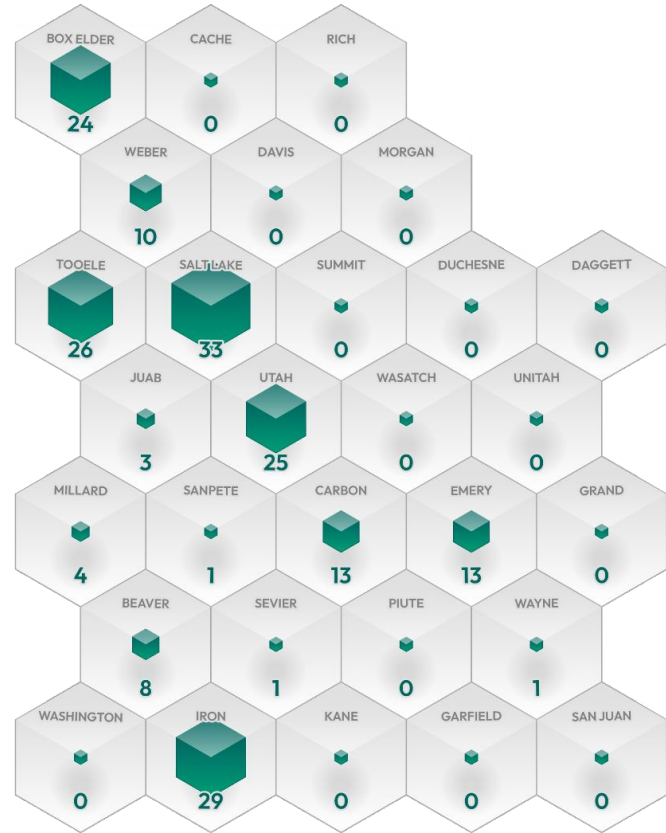 BOX ELDER CACHE RICH
24 0 0
WEBER DAVIS MORGAN
10 0 0
TOOELE SALT LAKE SUMMIT DUCHESNE DAGGETT
26 33 0 0 0
JUAB UTAH WASATCH UNITAH
3 25 0 0
MILLARD SANPETE CARBON EMERY GRAND
4 1 13 13 0
BEAVER SEVIER PIUTE WAYNE
8 1 0 1
WASHINGTON IRON KANE GARFIELD SAN JUAN
0 29 0 0 0